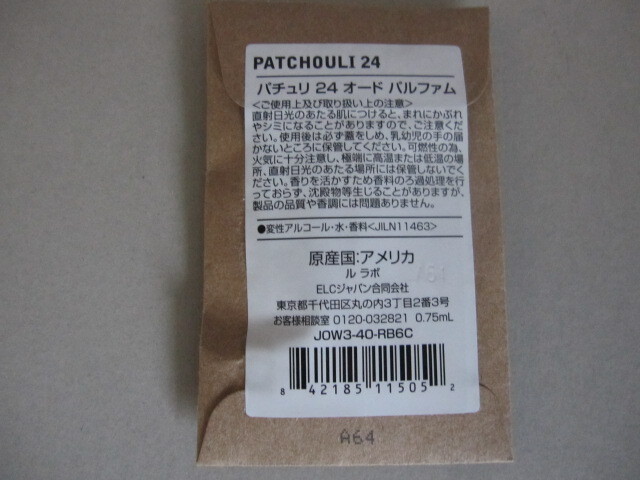 PATCHOULI 24
パチュリ 24 オード パルファム
<ご使用上及び取り扱い上の注意>
直射日光のあたる肌につけると、まれにかぶれ
やシミになることがありますので、ご注意くだ
さい。使用後は必ず蓋をしめ、乳幼児の手の届
かないところに保管してください。可燃性の為、
火気に十分注意し、極端に高温または低温の場
所、直射日光のあたる場所には保管しないでく
ださい。香りを活かすため香料のろ過処理を行
っておらず、沈殿物等生じることがありますが、
製品の品質や香調には問題ありません。
●変性アルコール・水・香料<JILN11463>
原産国:アメリカ
ル ラボ
ELCジャパン合同会社
東京都千代田区丸の内3丁目2番3号
お客様相談室 0120-032821 0.75mL
J0W3-40-RB6C
8 42185 11505 2
A64